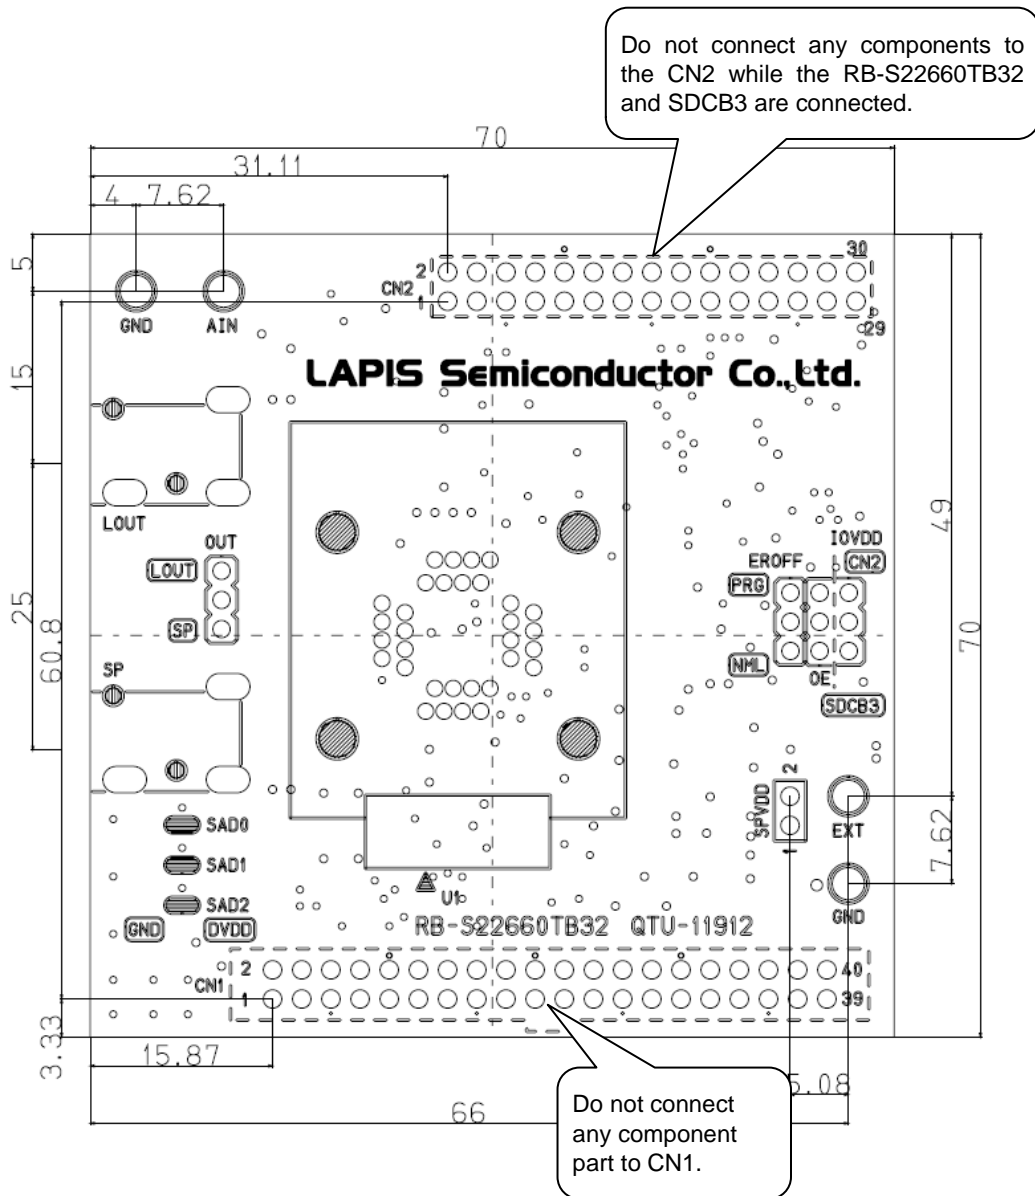 Do not connect any components to
the CN2 while the RB-S22660TB32
and SDCB3 are connected.
70
31.11
4
7.62
5
15
25
60.8
3.33
GND
AIN
2
CN2
1
30
29
LAPIS Semiconductor Co.,Ltd.
LOUT
OUT
LOUT
SP
SP
IOVDD
EROFF
CN2
PRG
NML
OE
SDCB3
49
70
SPVDD
2
1
EXT
7.62
GND
SAD0
SAD1
SAD2
GND
DVDD
U1
RB-S22660TB32 QTU-11912
2
CN1
1
40
39
15.87
5.08
66
Do not connect
any component
part to CN1.